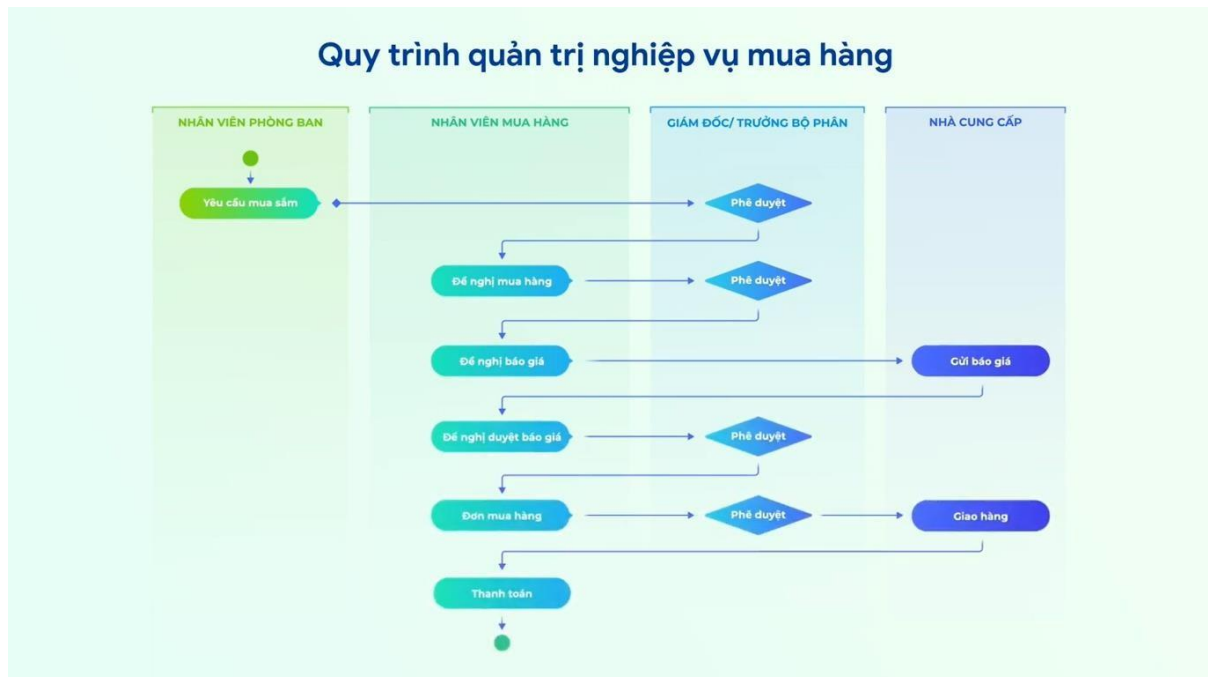 Quy trình quản trị nghiệp vụ mua hàng
NHÂN VIÊN PHÒNG BAN
NHÂN VIÊN MUA HÀNG
GIÁM ĐỐC/ TRƯỞNG BỘ PHÂN
NHÀ CUNG CẤP
Yêu cầu mua sắm
Phê duyệt
Đề nghị mua hàng
Phê duyệt
Đề nghị báo giá
Gửi báo giá
Đề nghị duyệt báo giá
Phê duyệt
Đơn mua hàng
Phê duyệt
Giao hàng
Thanh toán